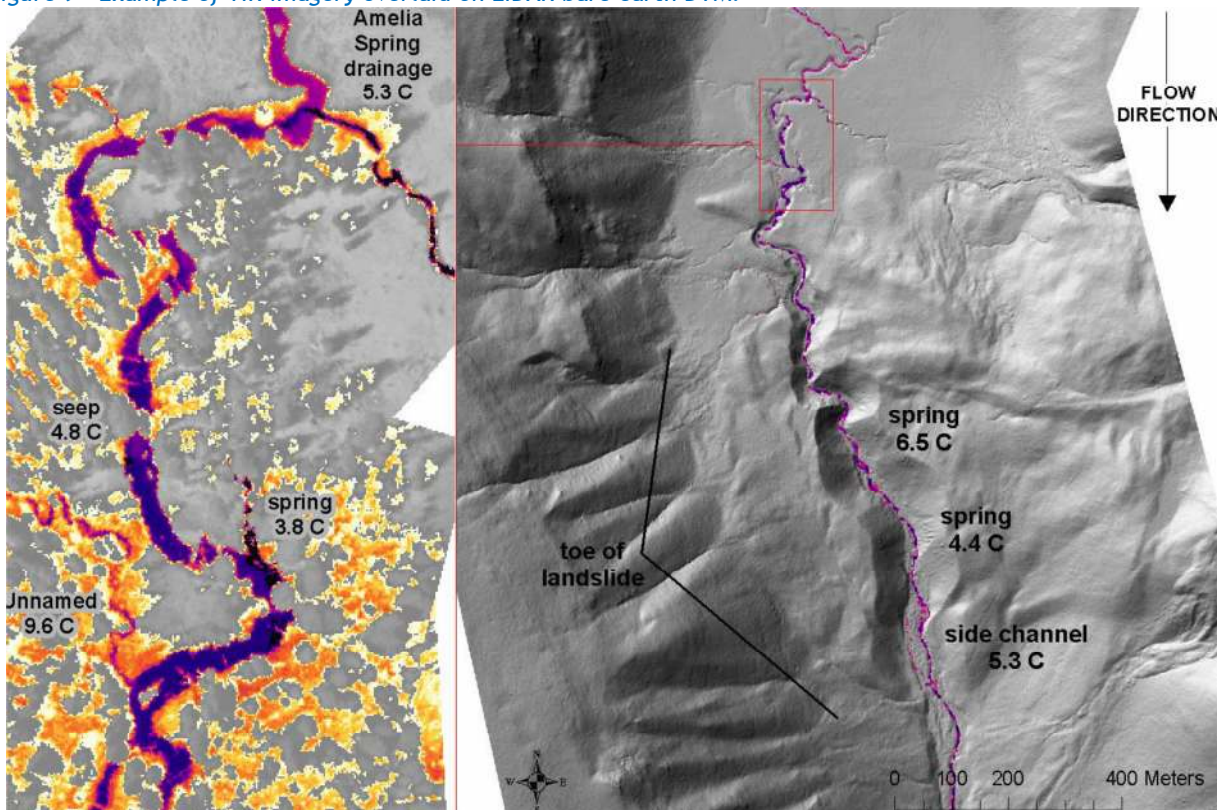 Amelia
Spring
drainage
5.3 C
seep
4.8 C
spring
3.8 C
Unnamed
9.6 C
FLOW
DIRECTION
spring
6.5 C
spring
4.4 C
toe of
landslide
side channel
5.3 C
N
W E
S
0 100 200 400 Meters